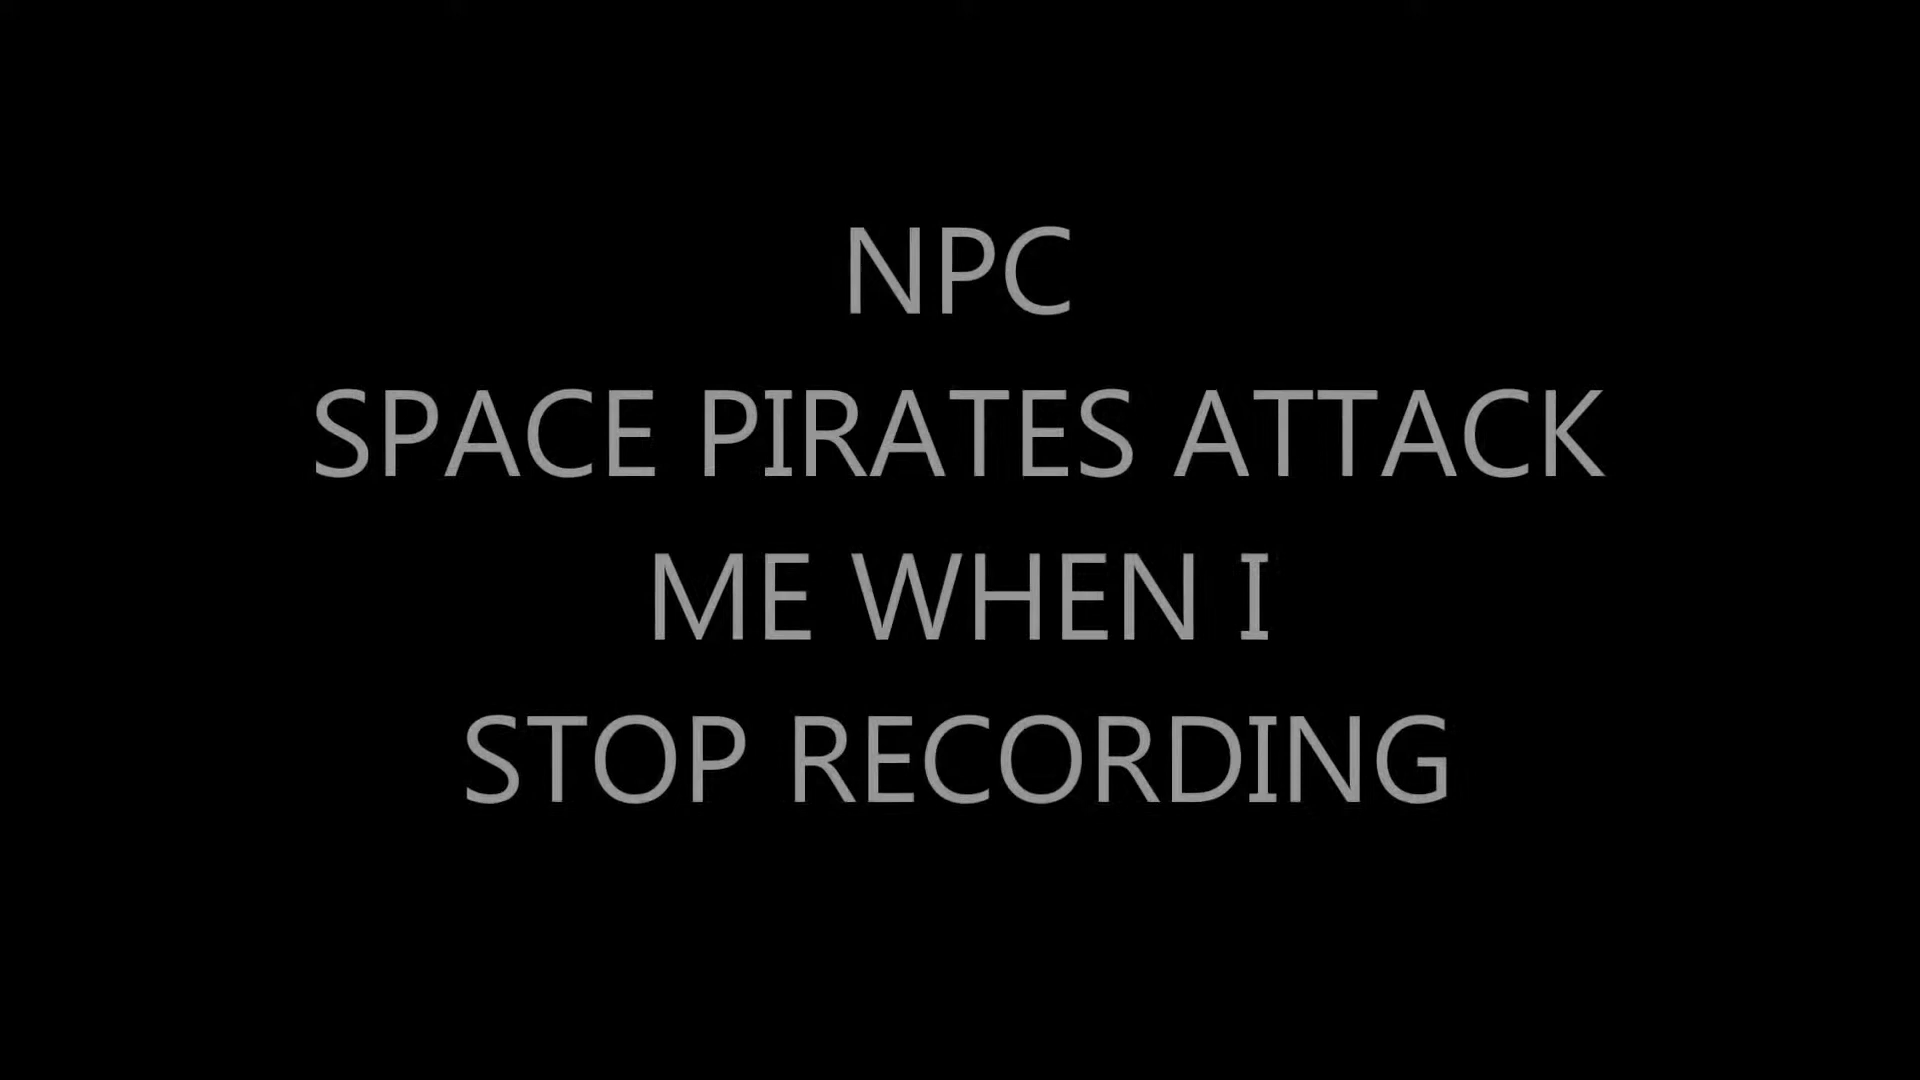 NPC
SPACE PIRATES ATTACK
ME WHEN I
STOP RECORDING